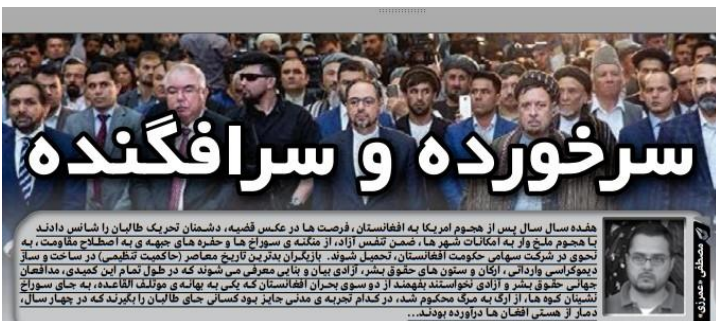 سرخورده و سرافگنده
مصطفی «عمرزی»
هفده سال سال پس از هجوم امریکا به افغانستان، فرصت ها در عکس قضیه، دشمنان تحریک طالبان را شانس دادند
با هجوم ملخ وار به امکانات شهر ها، ضمن تنفس آزاد، از منگنه ی سوراخ ها و حفره های جبهه ی به اصطلاح مقاومت، به
نحوی در شرکت سهامی حکومت افغانستان، تحمیل شوند. بازیگران بدترین تاریخ معاصر (حاکمیت تنظیمی) در ساخت و ساز
دیموکراسی وارداتی، ارکان و ستون های حقوق بشر، آزادی بیان و بنایی معرفی می شوند که در طول تمام این کمیدی، مدافعان
جهانی حقوق بشر و آزادی نخواستند بفهمند از دو سوی بحران افغانستان که یکی به بهانه ی موتلف القاعده، به جای سوراخ
نشینان کوه ها، از ارگ به مرگ محکوم شد، در کدام تجربه ی مدنی جایز بود کسانی جای طالبان را بگیرند که در چهار سال،
دمار از هستی افغان ها درآورده بودند...